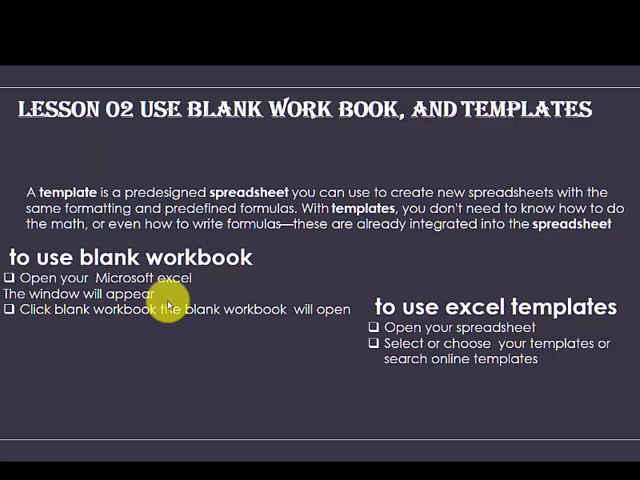 LESSON 02 USE BLANK WORK BOOK, AND TEMPLATES
A template is a predesigned spreadsheet you can use to create new spreadsheets with the
same formatting and predefined formulas. With templates, you don't need to know how to do
the math, or even how to write formulas—these are already integrated into the spreadsheet
to use blank workbook
Open your Microsoft excel
The window will appear
Click blank workbook the blank workbook will open
to use excel templates
Open your spreadsheet
Select or choose your templates or
search online templates